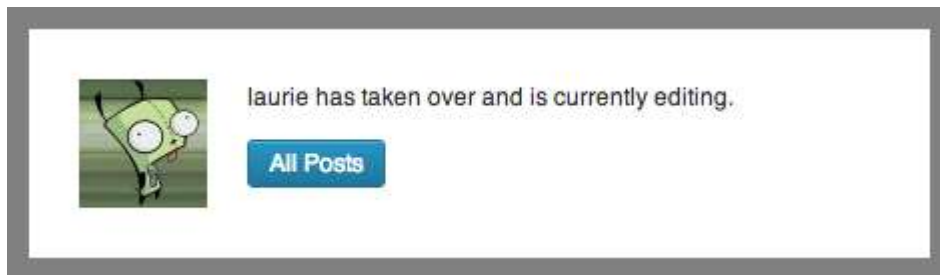 laurie has taken over and is currently editing.
All Posts